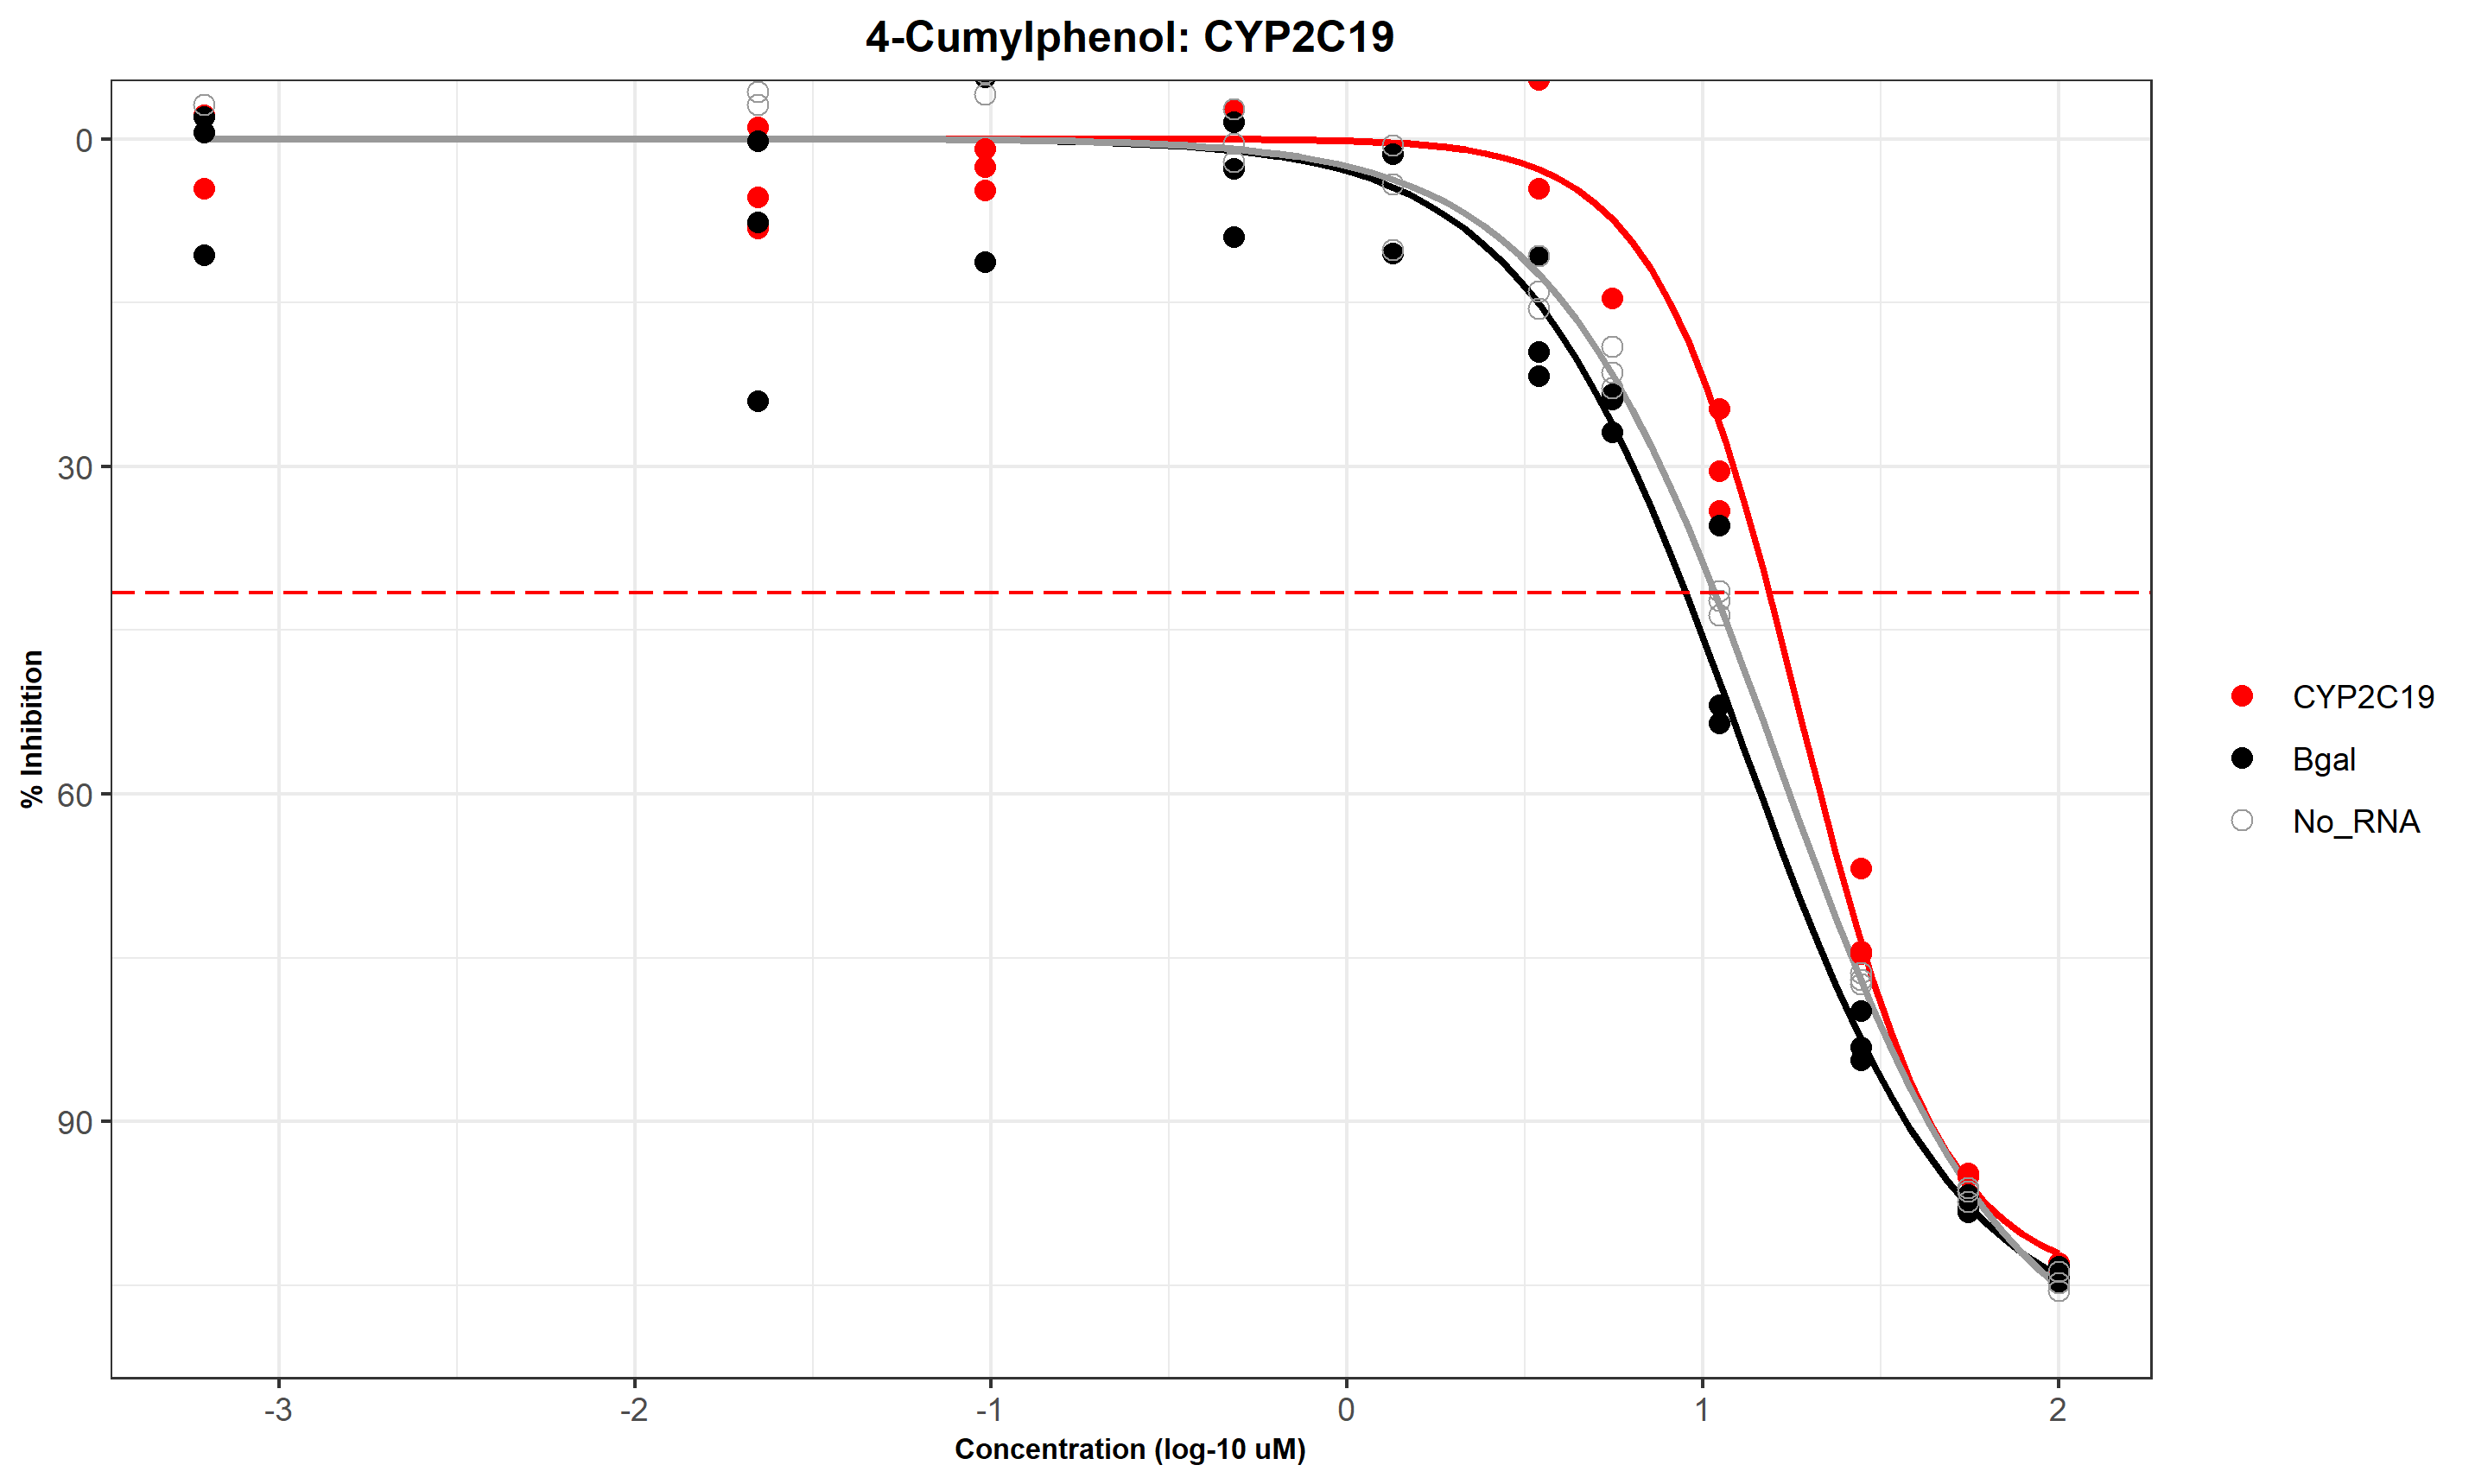 4-Cumylphenol: CYP2C19
% Inhibition
0
30
60
90
-3
-2
-1
0
1
2
Concentration (log-10 uM)
CYP2C19
Bgal
No_RNA